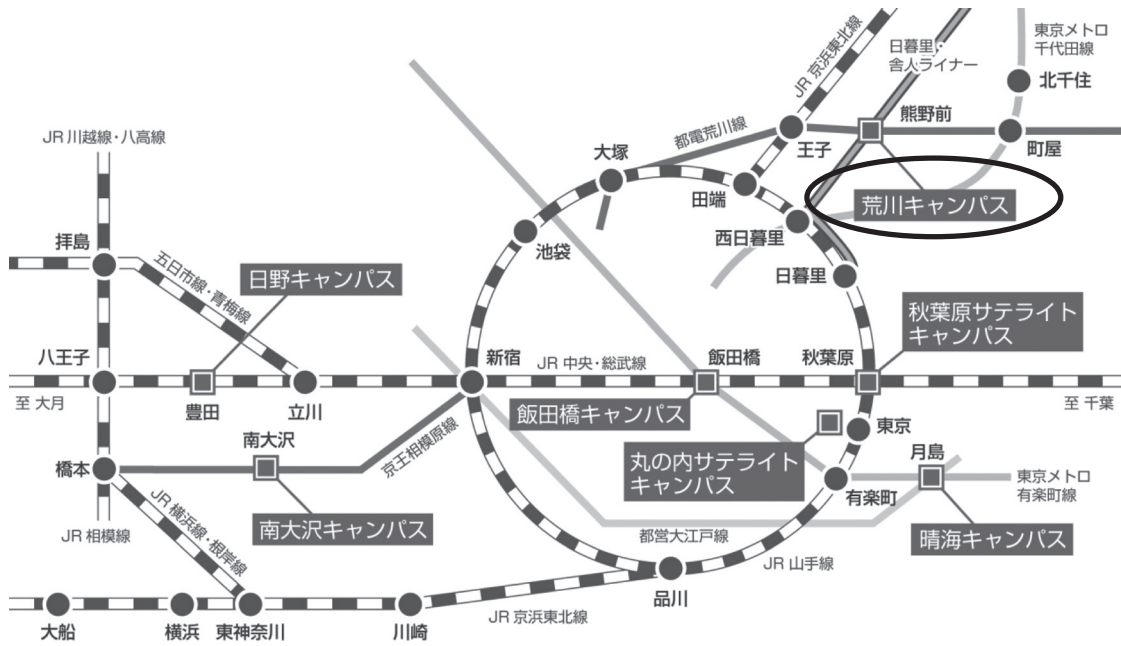 東京メトロ
千代田線
日暮里・
舎人ライナー
JR 京浜東北線
北千住
熊野前
都電荒川線
王子
町屋
JR 川越線・八高線
大塚
田端
荒川キャンパス
西日暮里
拝島
池袋
五日市線・青梅線
日野キャンパス
日暮里
秋葉原サテライト
キャンパス
八王子
新宿
JR 中央・総武線
飯田橋
秋葉原
至 大月
豊田
立川
至 千葉
飯田橋キャンパス
東京
南大沢
京王相模原線
丸の内サテライト
キャンパス
月島
橋本
有楽町
東京メトロ
有楽町線
JR 横浜線・根岸線
南大沢キャンパス
JR 相模線
都営大江戸線
晴海キャンパス
JR 山手線
品川
JR 京浜東北線
大船
横浜
東神奈川
川崎